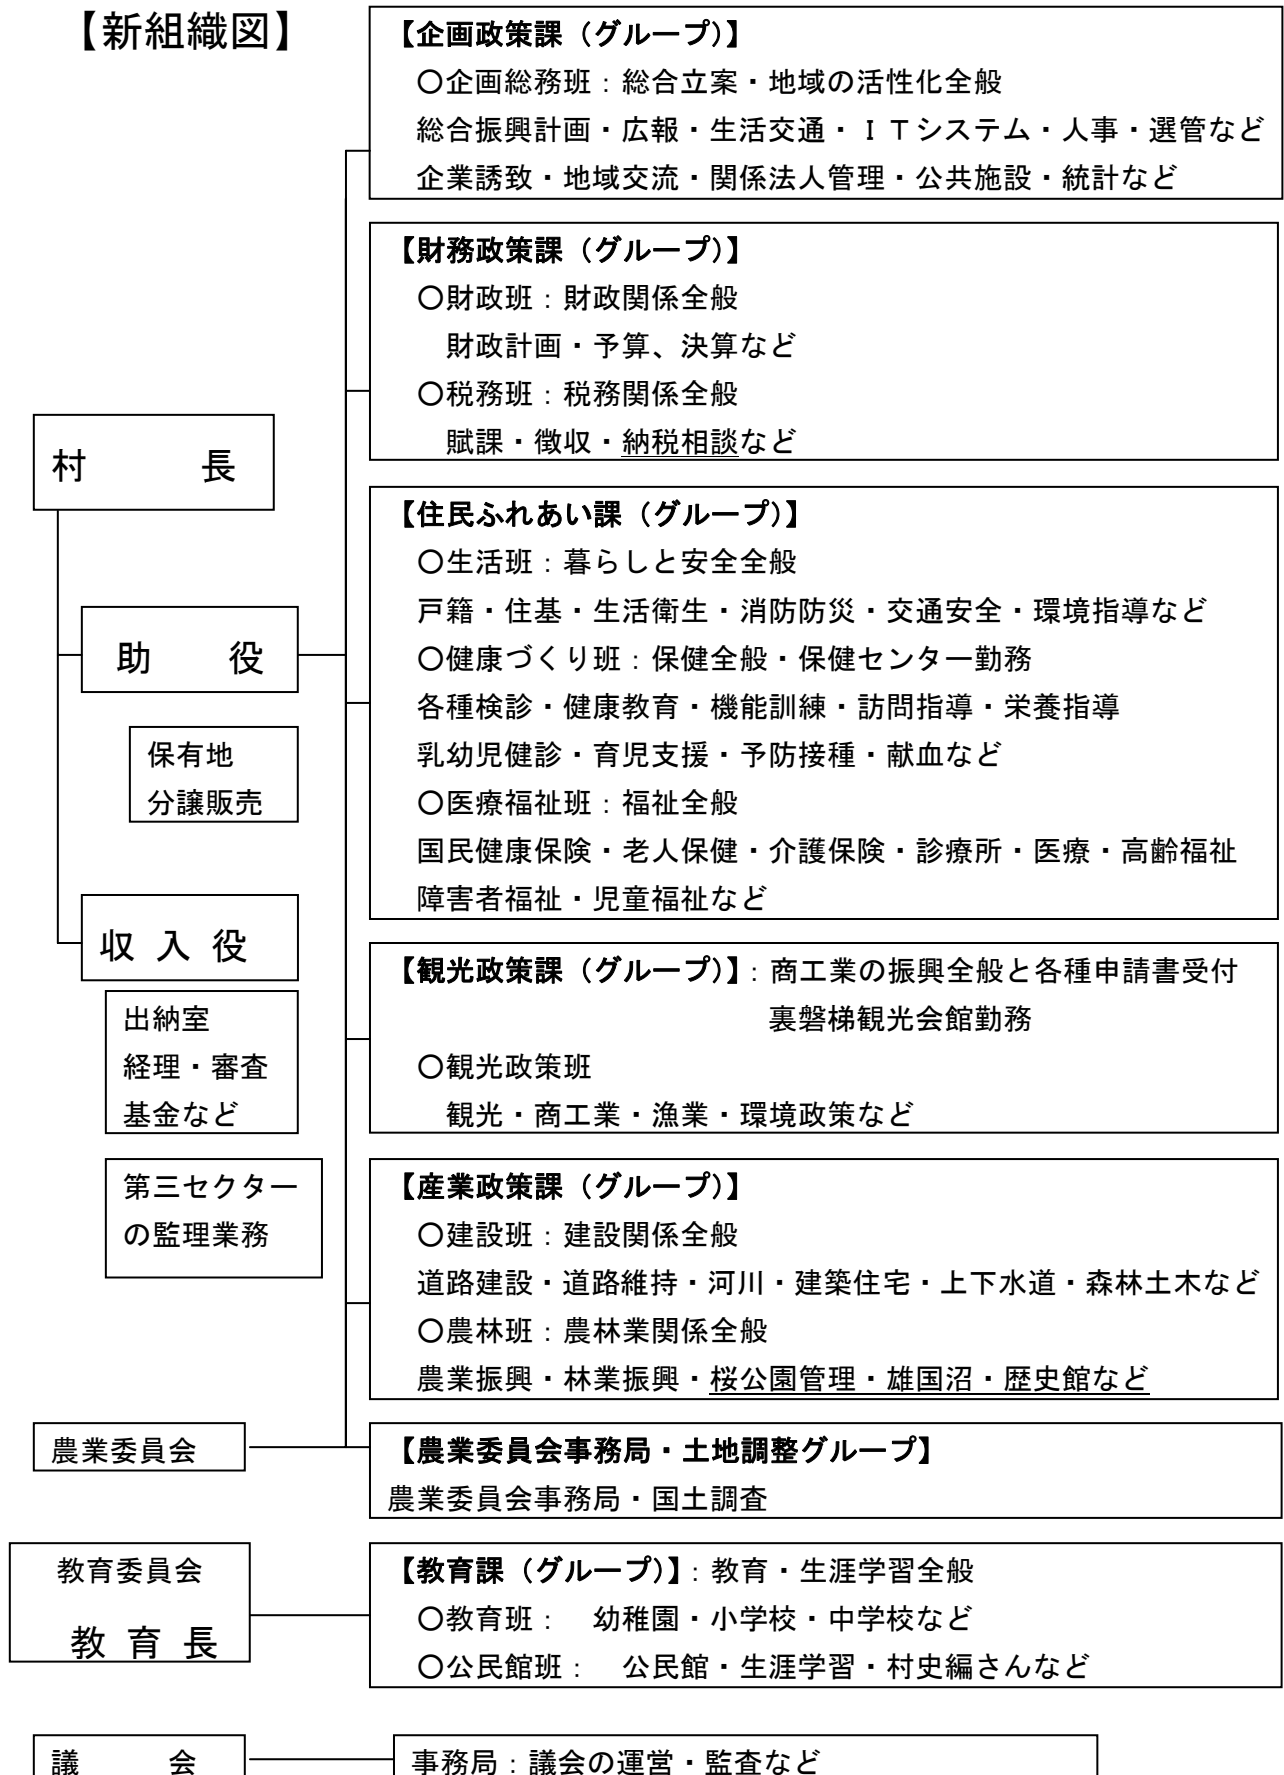 【新組織図】
村　　長
助　　役
保有地
分譲販売
収 入 役
出納室
経理・審査
基金など
第三セクター
の監理業務
【企画政策課（グループ）】
〇企画総務班：総合立案・地域の活性化全般
総合振興計画・広報・生活交通・ＩＴシステム・人事・選管など
企業誘致・地域交流・関係法人管理・公共施設・統計など
【財務政策課（グループ）】
〇財政班：財政関係全般
財政計画・予算、決算など
〇税務班：税務関係全般
賦課・徴収・納税相談など
【住民ふれあい課（グループ）】
〇生活班：暮らしと安全全般
戸籍・住基・生活衛生・消防防災・交通安全・環境指導など
〇健康づくり班：保健全般・保健センター勤務
各種検診・健康教育・機能訓練・訪問指導・栄養指導
乳幼児健診・育児支援・予防接種・献血など
〇医療福祉班：福祉全般
国民健康保険・老人保健・介護保険・診療所・医療・高齢福祉
障害者福祉・児童福祉など
【観光政策課（グループ）】：商工業の振興全般と各種申請書受付
裏磐梯観光会館勤務
〇観光政策班
観光・商工業・漁業・環境政策など
【産業政策課（グループ）】
〇建設班：建設関係全般
道路建設・道路維持・河川・建築住宅・上下水道・森林土木など
〇農林班：農林業関係全般
農業振興・林業振興・桜公園管理・雄国沼・歴史館など
農業委員会
【農業委員会事務局・土地調整グループ】
農業委員会事務局・国土調査
教育委員会
教 育 長
【教育課（グループ）】：教育・生涯学習全般
〇教育班：　幼稚園・小学校・中学校など
〇公民館班：　公民館・生涯学習・村史編さんなど
議　　会
事務局：議会の運営・監査など